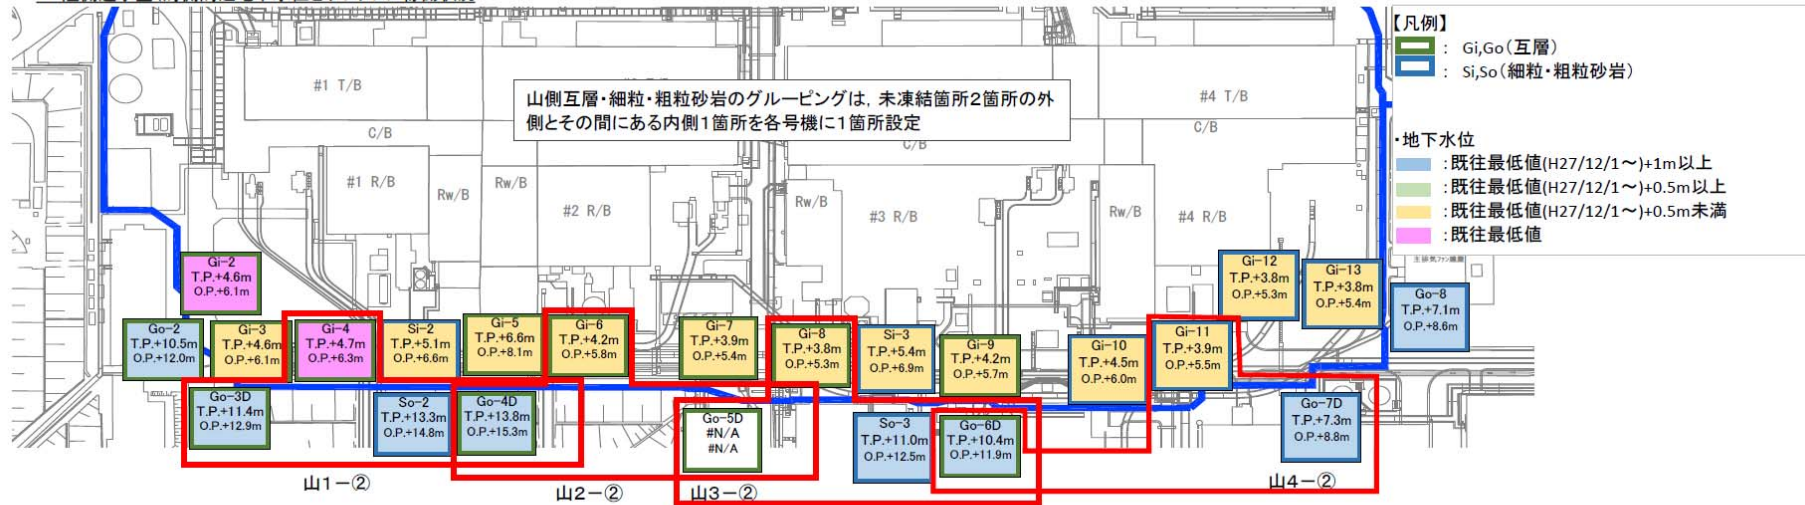 #1 T/B
#4 T/B
C/B
C/B
C/B
山側互層・細粒・粗粒砂岩のグルーピングは，未凍結箇所2箇所の外
側とその間にある内側1箇所を各号機に1箇所設定
#1 R/B
Rw/B
Rw/B
#2 R/B
Rw/B
#3 R/B
Rw/B
#4 R/B
【凡例】
： Gi,Go（互層）
： Si,So（細粒・粗粒砂岩）
・地下水位
：既往最低値(H27/12/1～)+1m以上
：既往最低値(H27/12/1～)+0.5m以上
：既往最低値(H27/12/1～)+0.5m未満
：既往最低値
Gi-2
T.P.+4.6m
O.P.+6.1m
Gi-12
T.P.+3.8m
O.P.+5.3m
Gi-13
T.P.+3.8m
O.P.+5.4m
Go-8
T.P.+7.1m
O.P.+8.6m
Go-2
T.P.+10.5m
O.P.+12.0m
Gi-3
T.P.+4.6m
O.P.+6.1m
Gi-4
T.P.+4.7m
O.P.+6.3m
Si-2
T.P.+5.1m
O.P.+6.6m
Gi-5
T.P.+6.6m
O.P.+8.1m
Gi-6
T.P.+4.2m
O.P.+5.8m
Gi-7
T.P.+3.9m
O.P.+5.4m
Gi-8
T.P.+3.8m
O.P.+5.3m
Si-3
T.P.+5.4m
O.P.+6.9m
Gi-9
T.P.+4.2m
O.P.+5.7m
Gi-10
T.P.+4.5m
O.P.+6.0m
Gi-11
T.P.+3.9m
O.P.+5.5m
Go-3D
T.P.+11.4m
O.P.+12.9m
So-2
T.P.+13.3m
O.P.+14.8m
Go-4D
T.P.+13.8m
O.P.+15.3m
Go-5D
#N/A
#N/A
So-3
T.P.+11.0m
O.P.+12.5m
Go-6D
T.P.+10.4m
O.P.+11.9m
Go-7D
T.P.+7.3m
O.P.+8.8m
山1－②
山2－②
山3－②
山4－②